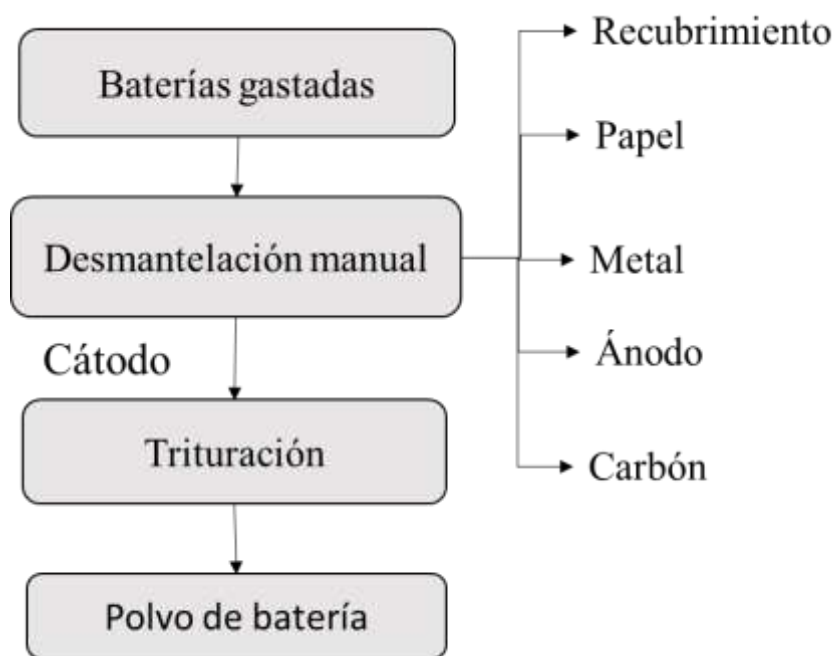 Baterías gastadas
Desmantelación manual
Cátodo
Trituración
Polvo de batería
Recubrimiento
Papel
Metal
Ánodo
Carbón